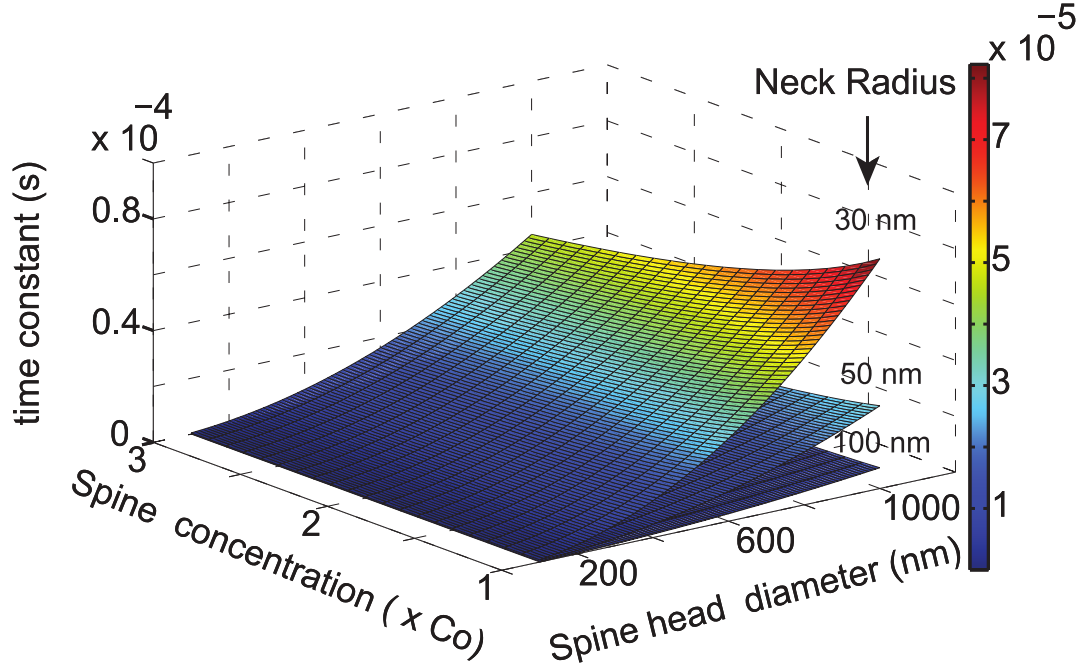 x 10
−5
Neck Radius
x 10
−4
7
0.8
30 nm
time constant (s)
5
0.4
50 nm
3
0
100 nm
3
1000
1
2
600
Spine concentration ( x Co)
1
200
Spine head diameter (nm)